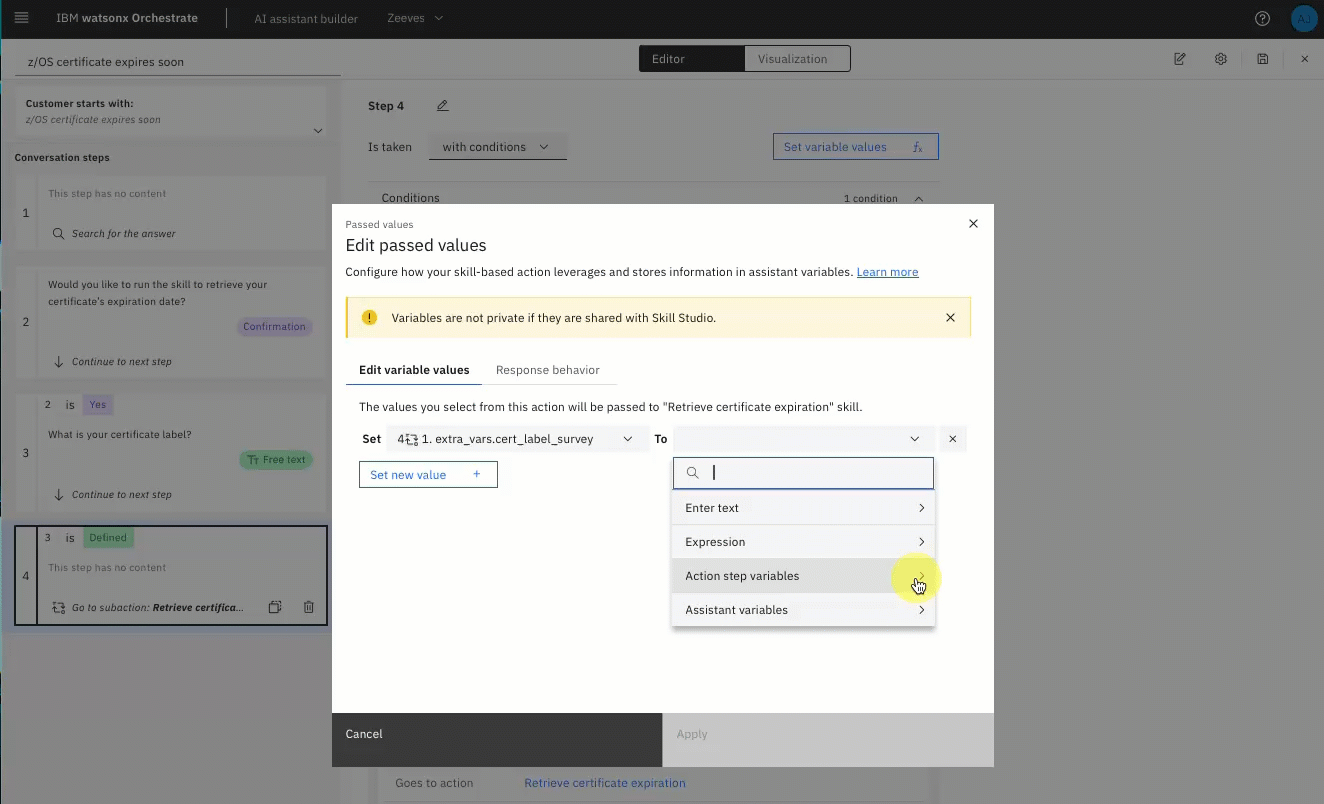 IBM watsonx Orchestrate
AI assistant builder
Zeeves
AJ
z/OS certificate expires soon
Editor
Visualization
Customer starts with:
z/OS certificate expires soon
Conversation steps
1
This step has no content
Search for the answer
2
Would you like to run the skill to retrieve your
certificate's expiration date?
Confirmation
Continue to next step
2 is Yes
3
What is your certificate label?
Free text
Continue to next step
3 is Defined
4
This step has no content
Go to subaction: Retrieve certifica...
Step 4
Is taken
with conditions
Set variable values
fx
Conditions
1 condition
Passed values
Edit passed values
Configure how your skill-based action leverages and stores information in assistant variables. Learn more
Variables are not private if they are shared with Skill Studio.
Edit variable values
Response behavior
The values you select from this action will be passed to "Retrieve certificate expiration" skill.
Set
4 1. extra_vars.cert_label_survey
To
Set new value +
Enter text
Expression
Action step variables
Assistant variables
Cancel
Apply
Goes to action
Retrieve certificate expiration